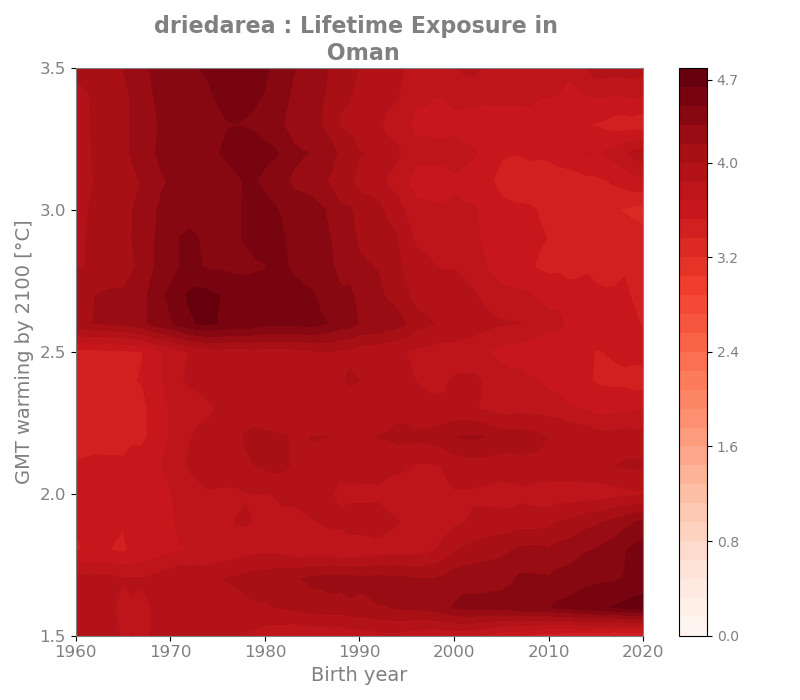 driedarea : Lifetime Exposure in
Oman
GMT warming by 2100 [°C]
3.5
3.0
2.5
2.0
1.5
1960 1970 1980 1990 2000 2010 2020
Birth year
4.7
4.0
3.2
2.4
1.6
0.8
0.0